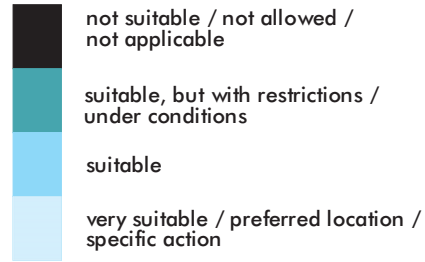 not suitable / not allowed /
not applicable
suitable, but with restrictions /
under conditions
suitable
very suitable / preferred location /
specific action